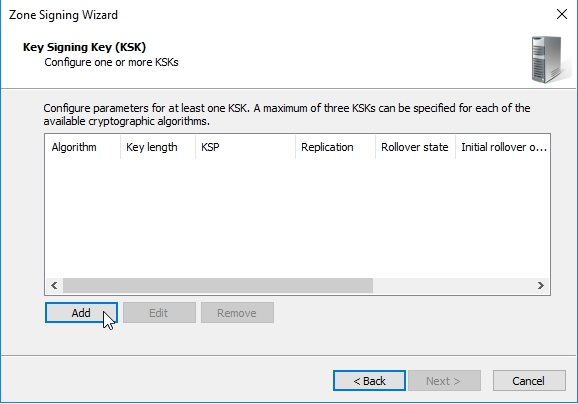 Zone Signing Wizard
Key Signing Key (KSK)
Configure one or more KSKs
Configure parameters for at least one KSK. A maximum of three KSKs can be specified for each of the
available cryptographic algorithms.
Algorithm Key length KSP Replication Rollover state Initial rollover o...
Add Edit Remove
< Back Next > Cancel